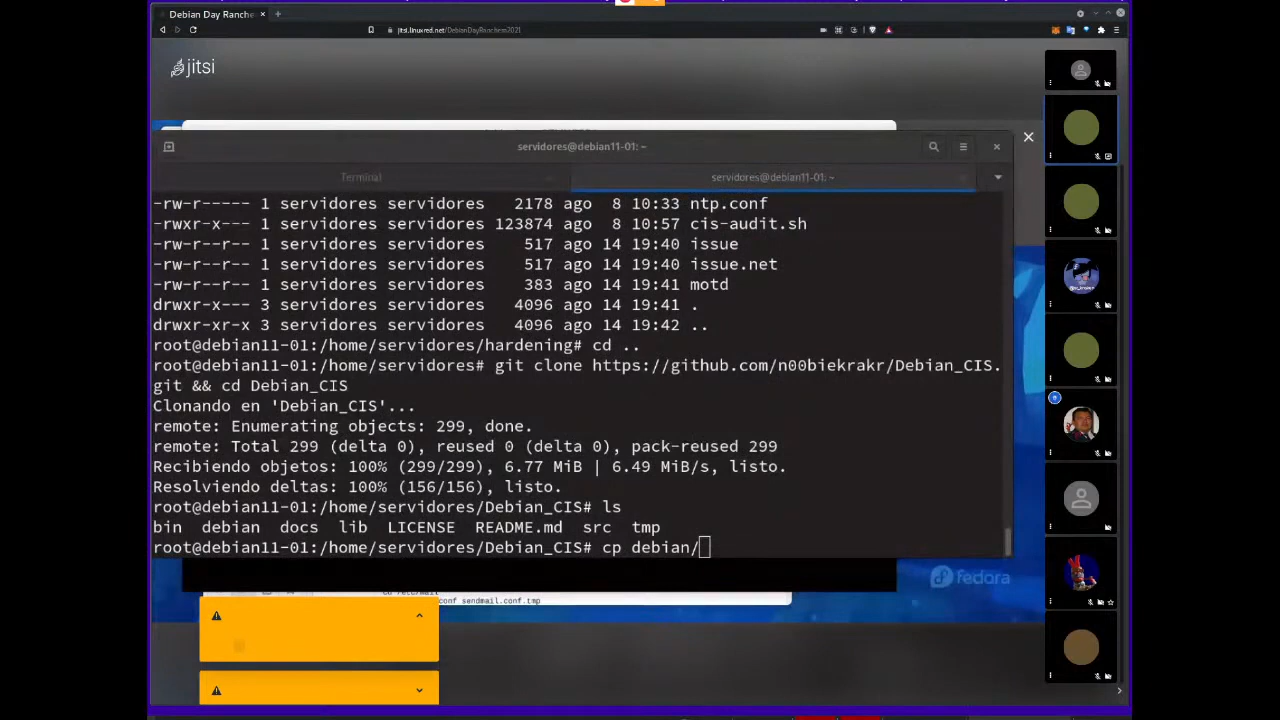 Debian Day Ranche
jitsi.linuxred.net/DebianDayRanchem2021
jitsi
servidores@debian11-01: ~
Terminal
servidores@debian11-01: ~
-rw-r----- 1 servidores servidores   2178 ago  8 10:33 ntp.conf
-rwxr-x--- 1 servidores servidores 123874 ago  8 10:57 cis-audit.sh
-rw-r--r-- 1 servidores servidores    517 ago 14 19:40 issue
-rw-r--r-- 1 servidores servidores    517 ago 14 19:40 issue.net
-rw-r--r-- 1 servidores servidores    383 ago 14 19:41 motd
drwxr-x--- 3 servidores servidores   4096 ago 14 19:41 .
drwxr-xr-x 3 servidores servidores   4096 ago 14 19:42 ..
root@debian11-01:/home/servidores/hardening# cd ..
root@debian11-01:/home/servidores# git clone https://github.com/n00biekrakr/Debian_CIS.
git && cd Debian_CIS
Clonando en 'Debian_CIS'...
remote: Enumerating objects: 299, done.
remote: Total 299 (delta 0), reused 0 (delta 0), pack-reused 299
Recibiendo objetos: 100% (299/299), 6.77 MiB | 6.49 MiB/s, listo.
Resolviendo deltas: 100% (156/156), listo.
root@debian11-01:/home/servidores/Debian_CIS# ls
bin  debian  docs  lib  LICENSE  README.md  src  tmp
root@debian11-01:/home/servidores/Debian_CIS# cp debian/
fedora
conf sendmail.conf.tmp